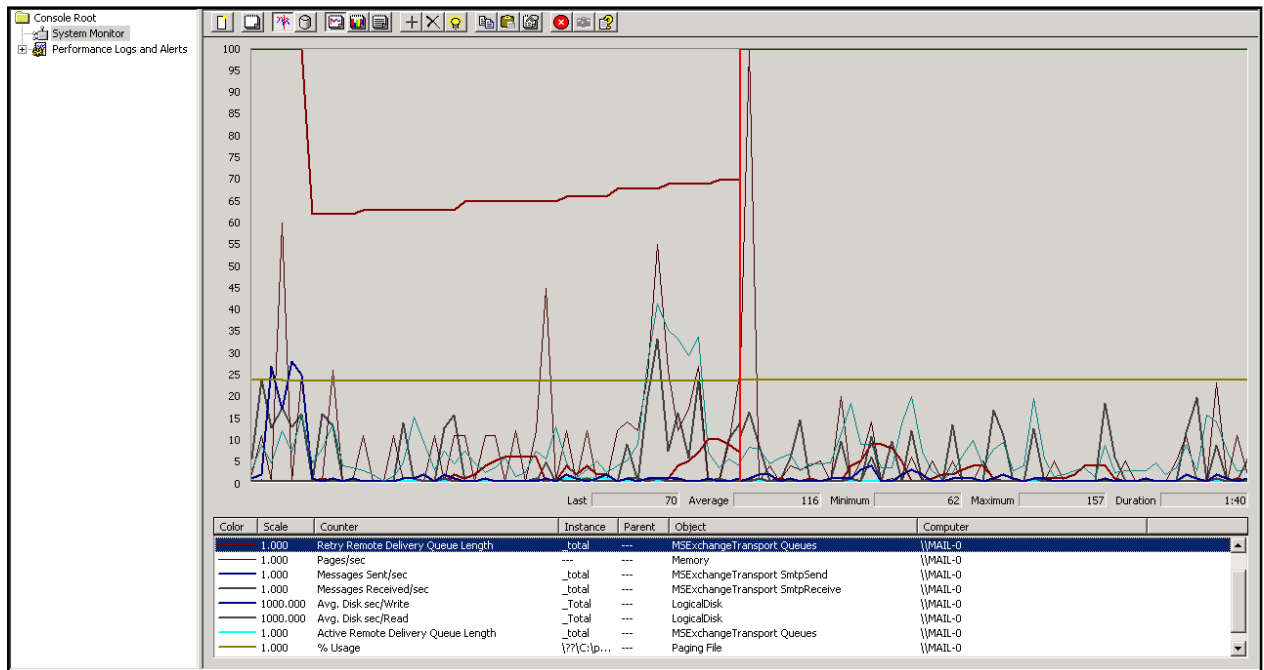 Console Root
System Monitor
Performance Logs and Alerts
100
95
90
85
80
75
70
65
60
55
50
45
40
35
30
25
20
15
10
5
0
Last 70 Average 116 Minimum 62 Maximum 157 Duration 1:40
Color Scale Counter Instance Parent Object Computer
1.000 Retry Remote Delivery Queue Length _total --- MSExchangeTransport Queues \\MAIL-0
1.000 Pages/sec --- --- Memory \\MAIL-0
1.000 Messages Sent/sec _total --- MSExchangeTransport SmtpSend \\MAIL-0
1.000 Messages Received/sec _total --- MSExchangeTransport SmtpReceive \\MAIL-0
1000.000 Avg. Disk sec/Write _Total --- LogicalDisk \\MAIL-0
1000.000 Avg. Disk sec/Read _Total --- LogicalDisk \\MAIL-0
1.000 Active Remote Delivery Queue Length _total --- MSExchangeTransport Queues \\MAIL-0
1.000 % Usage \??\C:\p... --- Paging File \\MAIL-0